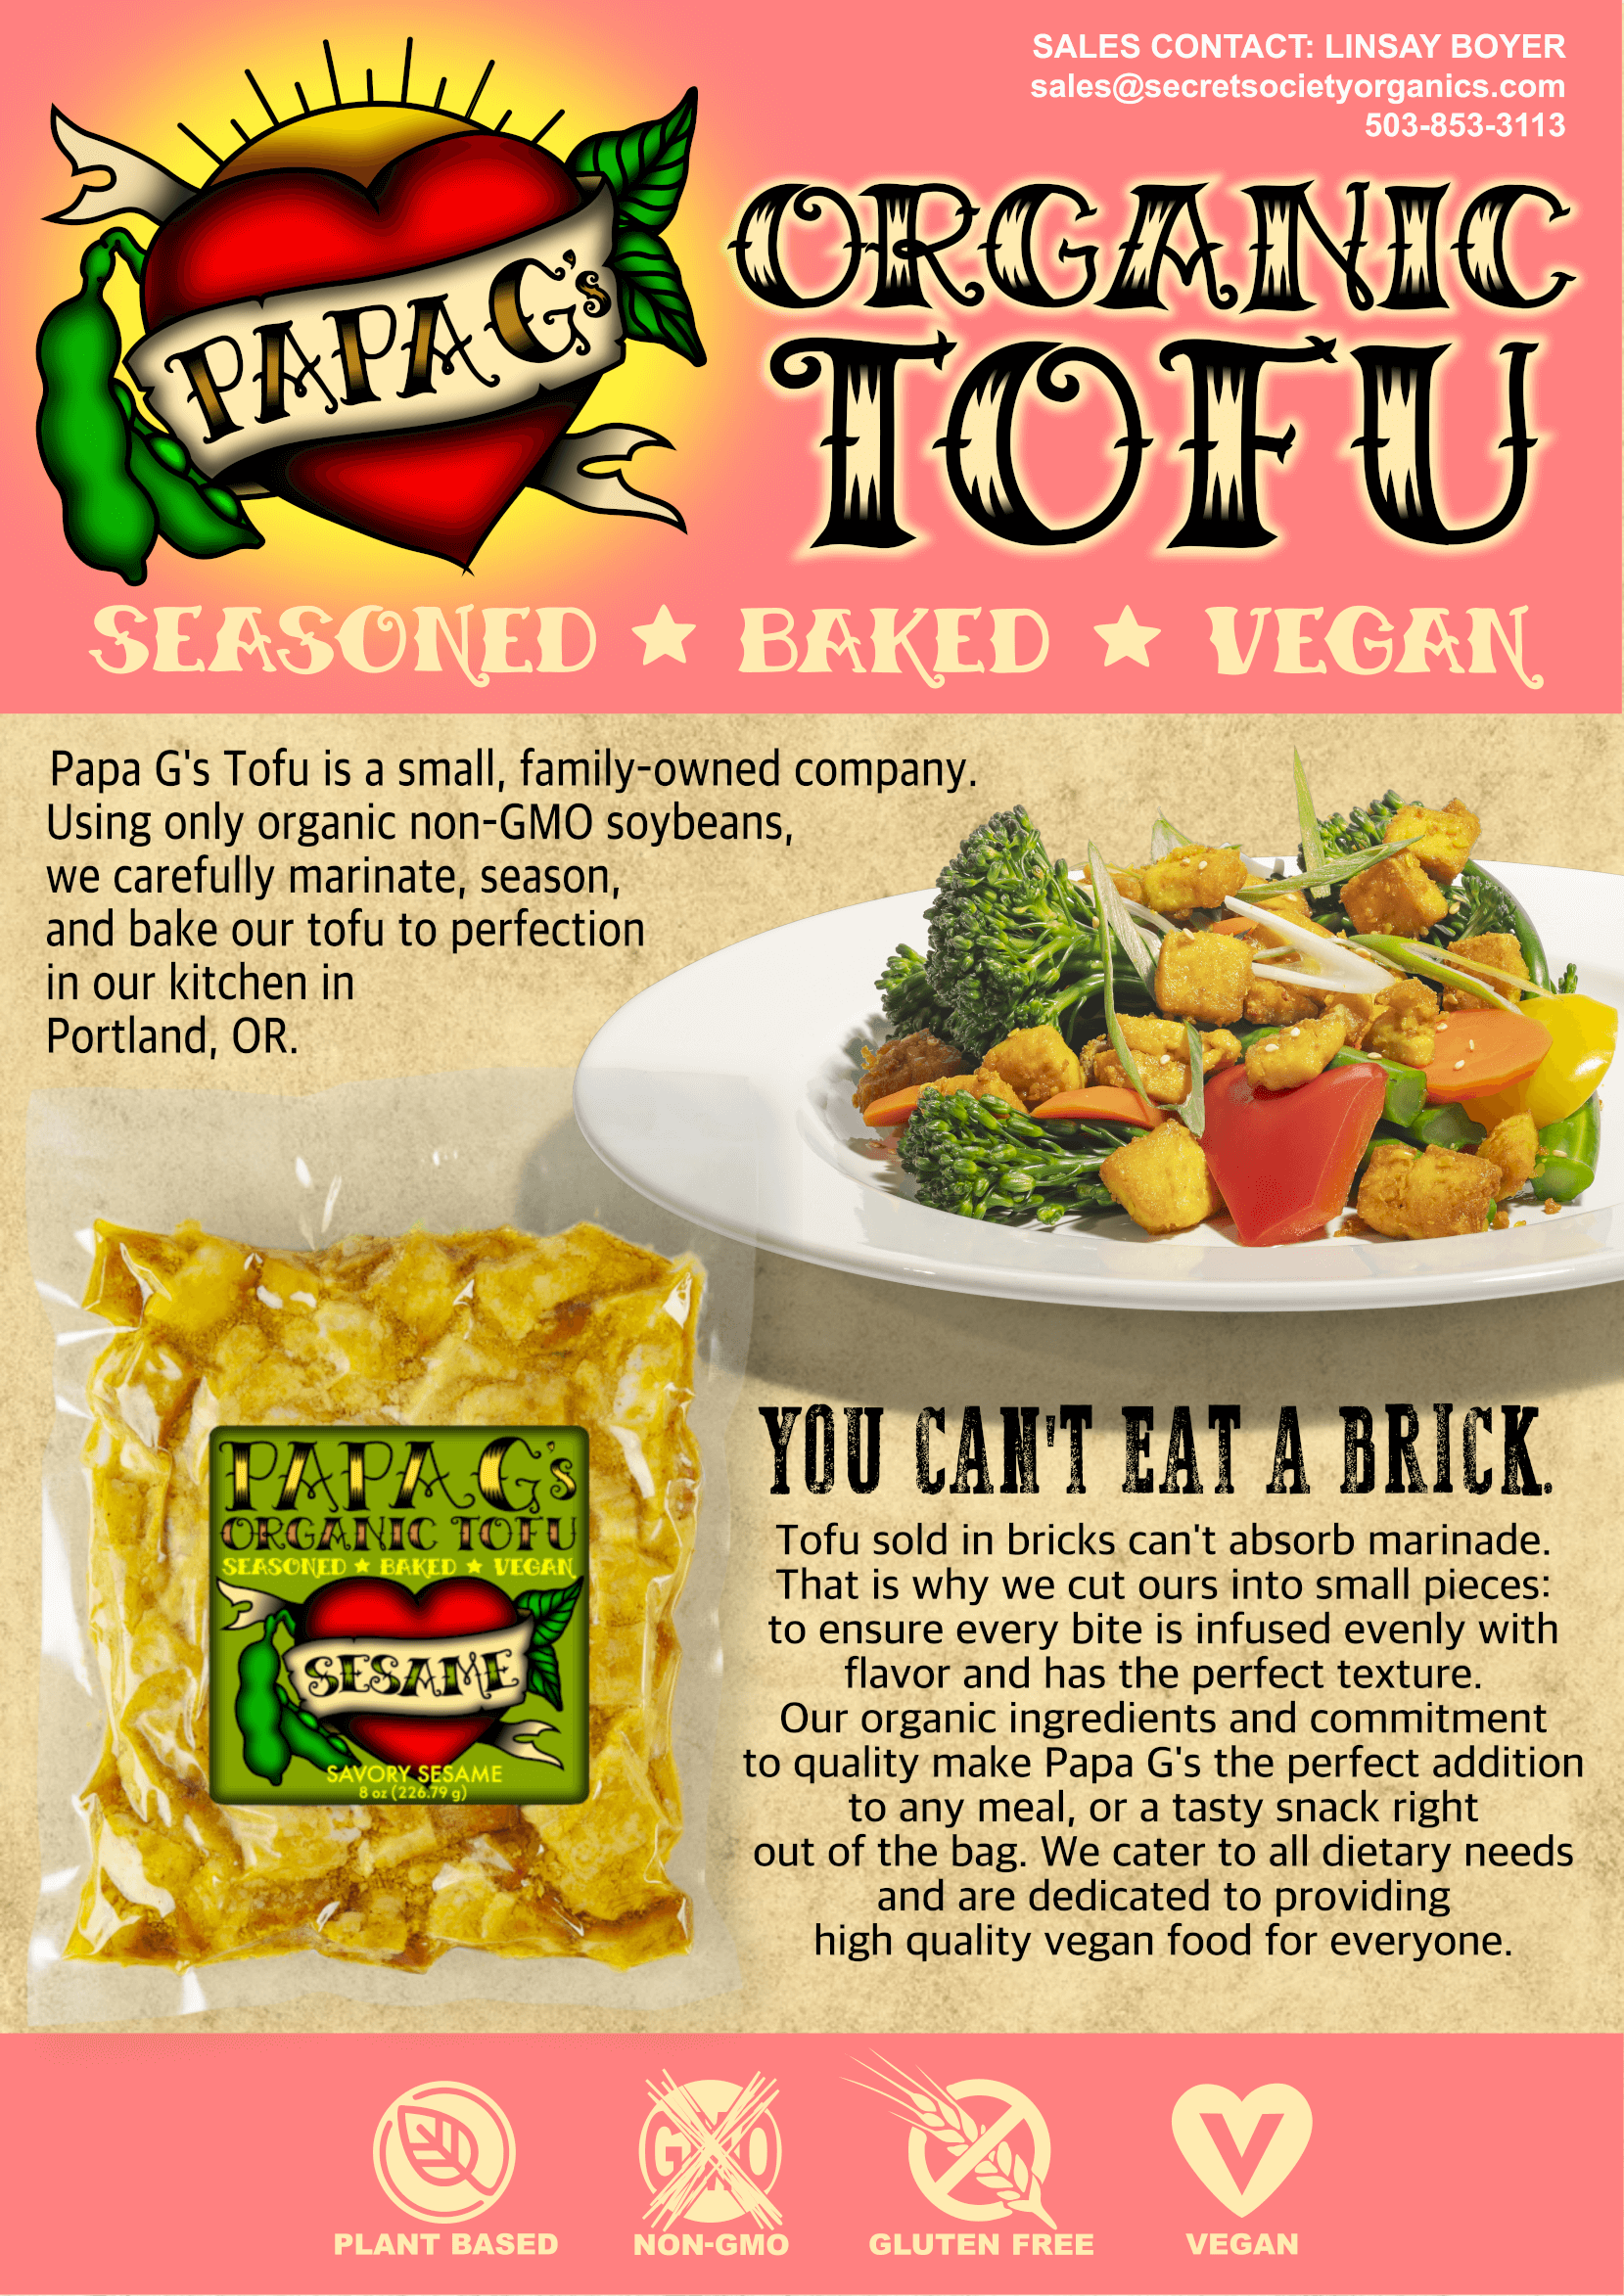 SALES CONTACT: LINSAY BOYER
sales@secretsocietyorganics.com
503-853-3113
PAPA G's
ORGANIC
TOFU
SEASONED ★ BAKED ★ VEGAN
Papa G's Tofu is a small, family-owned company.
Using only organic non-GMO soybeans,
we carefully marinate, season,
and bake our tofu to perfection
in our kitchen in
Portland, OR.
PAPA G's
ORGANIC TOFU
SEASONED ★ BAKED ★ VEGAN
SESAME
SAVORY SESAME
8 oz (226.79 g)
YOU CAN'T EAT A BRICK.
Tofu sold in bricks can't absorb marinade.
That is why we cut ours into small pieces:
to ensure every bite is infused evenly with
flavor and has the perfect texture.
Our organic ingredients and commitment
to quality make Papa G's the perfect addition
to any meal, or a tasty snack right
out of the bag. We cater to all dietary needs
and are dedicated to providing
high quality vegan food for everyone.
GMO
V
PLANT BASED NON-GMO GLUTEN FREE VEGAN